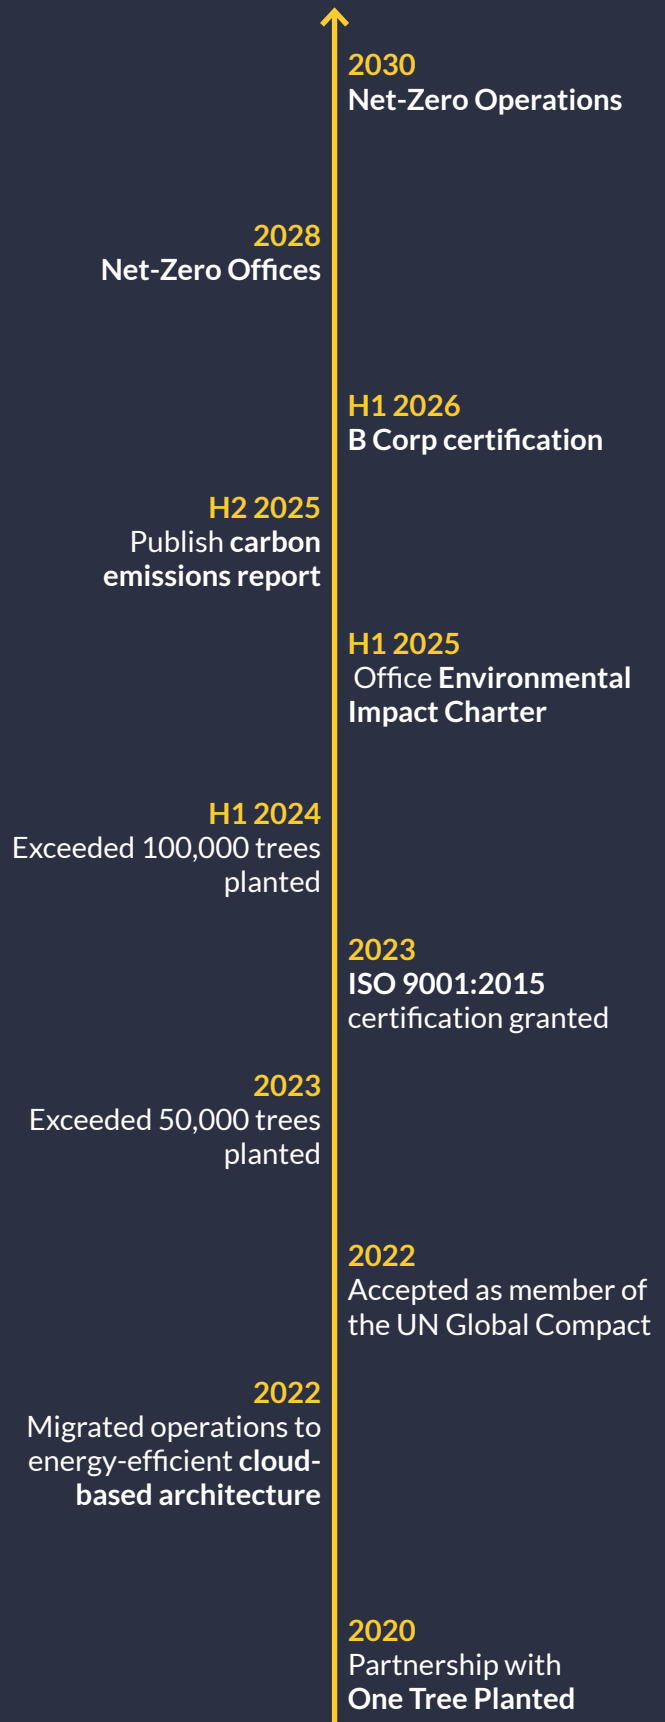 2030
Net-Zero Operations
2028
Net-Zero Offices
H1 2026
B Corp certification
H2 2025
Publish carbon
emissions report
H1 2025
Office Environmental
Impact Charter
H1 2024
Exceeded 100,000 trees
planted
2023
ISO 9001:2015
certification granted
2023
Exceeded 50,000 trees
planted
2022
Accepted as member of
the UN Global Compact
2022
Migrated operations to
energy-efficient cloud-
based architecture
2020
Partnership with
One Tree Planted